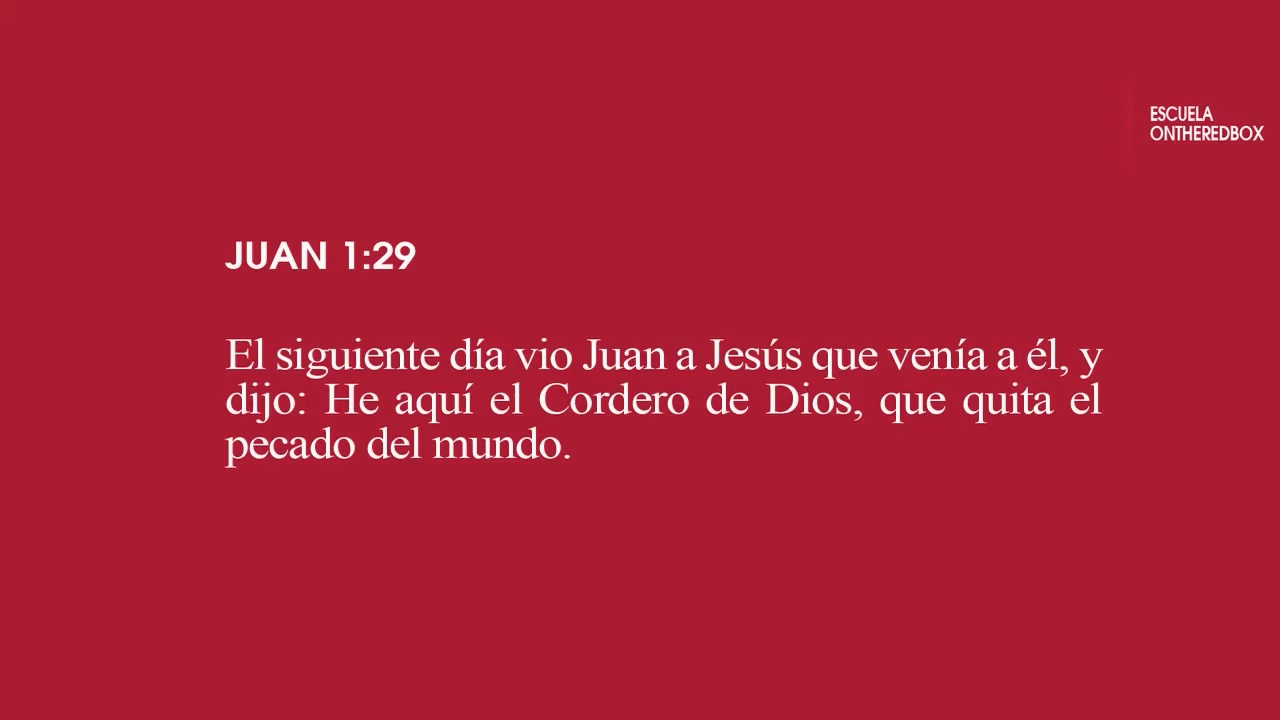 ESCUELA
ONTHEREDBOX
JUAN 1:29
El siguiente día vio Juan a Jesús que venía a él, y
dijo: He aquí el Cordero de Dios, que quita el
pecado del mundo.